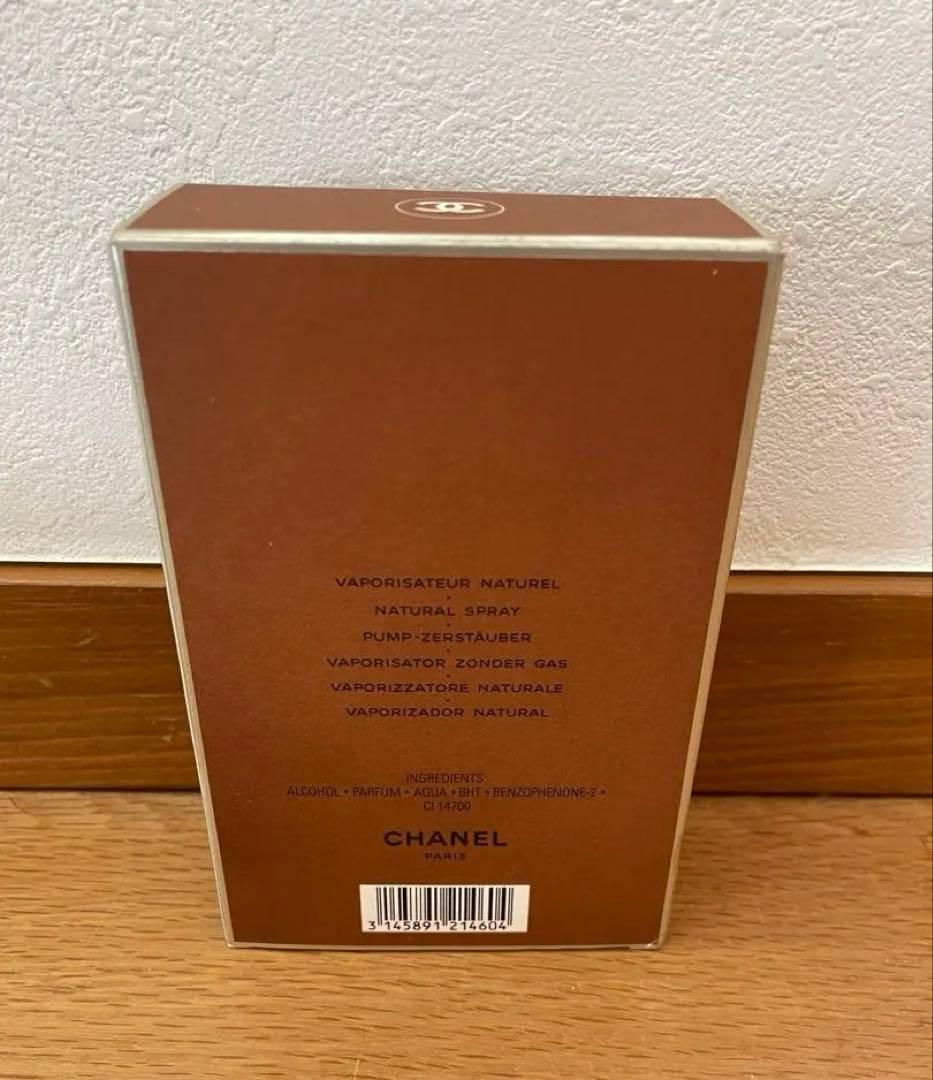 VAPORISATEUR NATUREL
•
NATURAL SPRAY
•
PUMP-ZERSTÄUBER
•
VAPORISATOR ZONDER GAS
•
VAPORIZZATORE NATURALE
•
VAPORIZADOR NATURAL
INGREDIENTS:
ALCOHOL • PARFUM • AQUA • BHT • BENZOPHENONE-2 •
CI 14700
CHANEL
PARIS
3 145891 214604